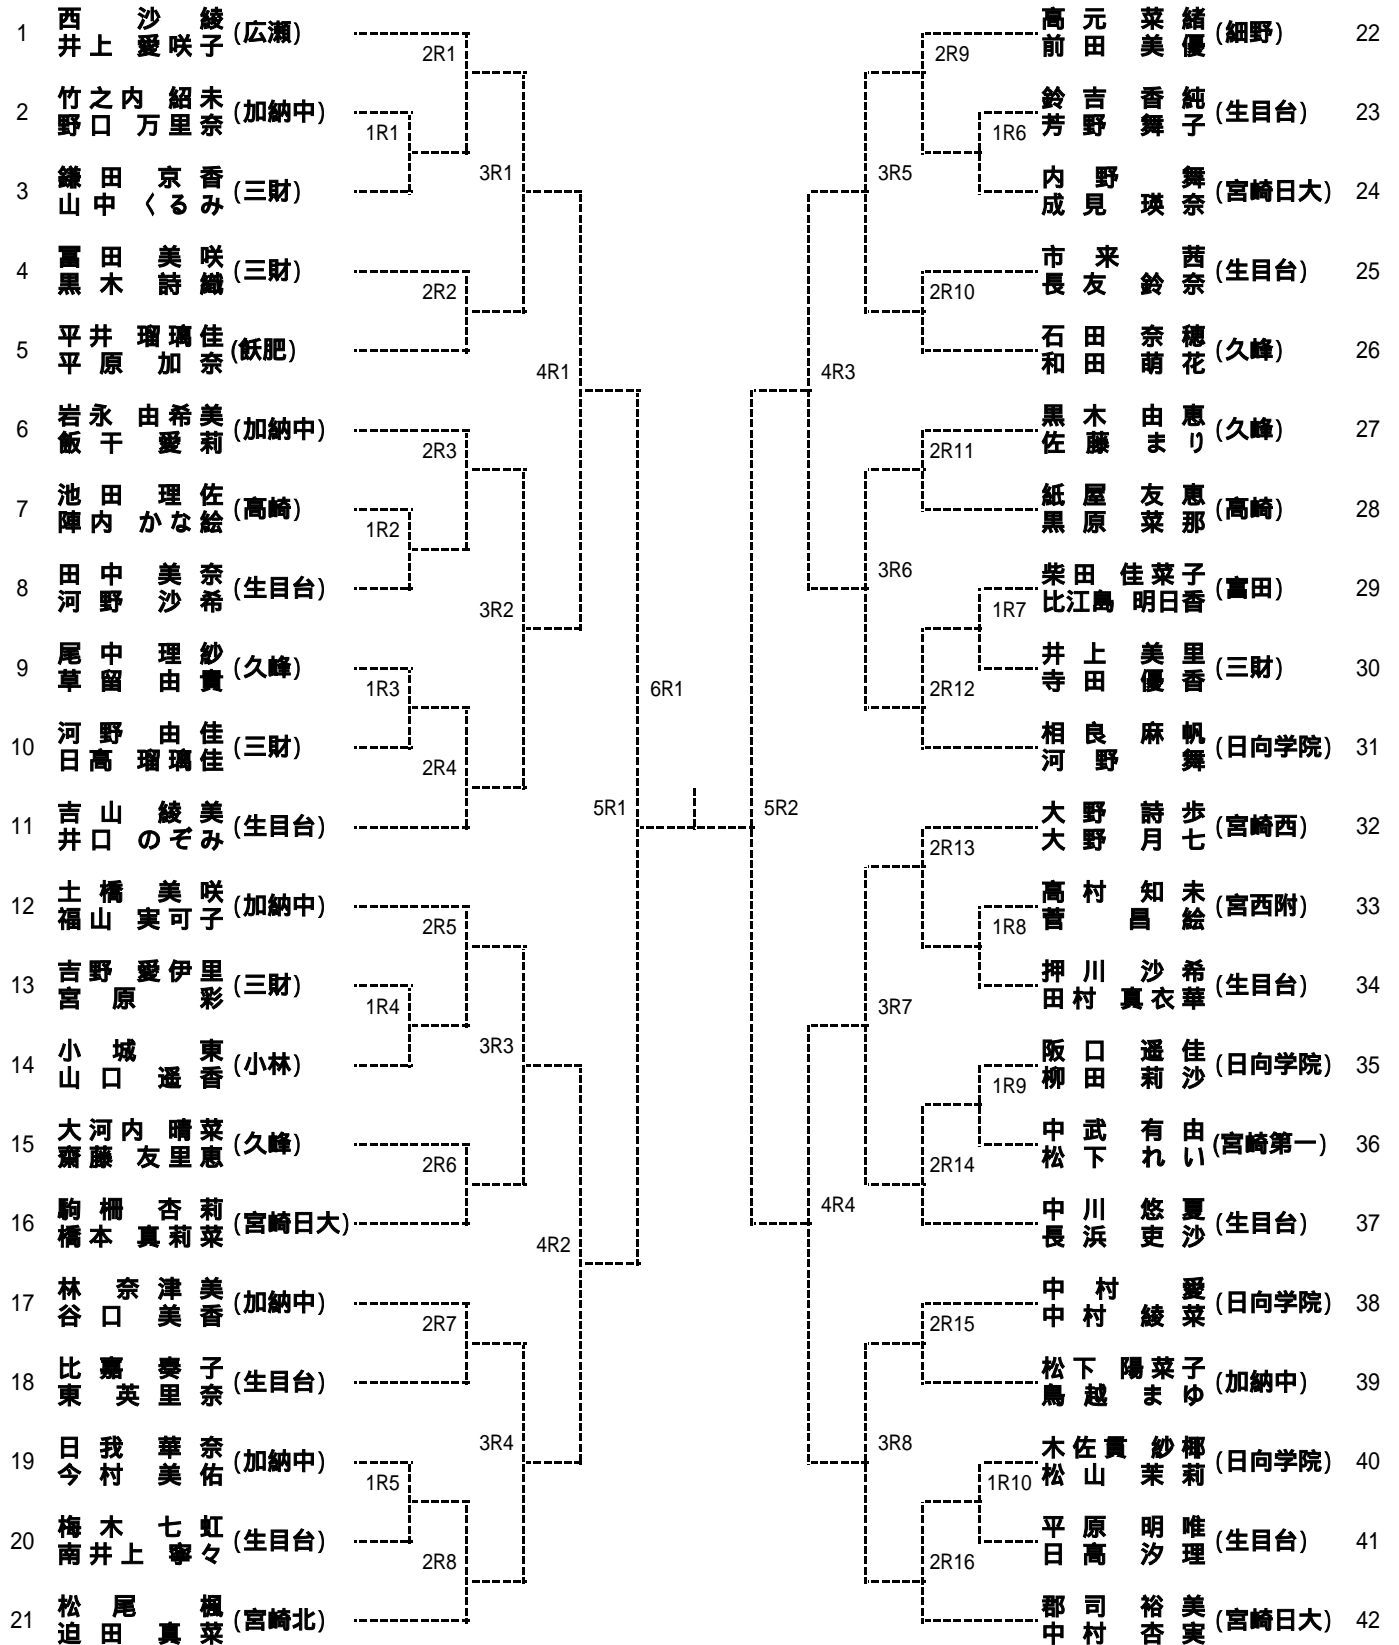 1 西 沙綾 (広瀬)
井上 愛咲子
2R1
2 竹之内 紹未 (加納中)
野口 万里奈
1R1
3 鎌田 京香 (三財)
山中 くるみ
3R1
4 冨田 美咲 (三財)
黒木 詩織
2R2
5 平井 瑠璃佳 (飫肥)
平原 加奈
4R1
6 岩永 由希美 (加納中)
飯干 愛莉
2R3
7 池田 理佐 (高崎)
陣内 かな絵
1R2
8 田中 美奈 (生目台)
河野 沙希
3R2
9 尾中 理紗 (久峰)
草留 由貴
1R3
6R1
10 河野 由佳 (三財)
日高 瑠璃佳
2R4
11 吉山 綾美 (生目台)
井口 のぞみ
5R1
12 土橋 美咲 (加納中)
福山 実可子
2R5
13 吉野 愛伊里 (三財)
宮原 彩
1R4
14 小城 東 (小林)
山口 遥香
3R3
15 大河内 晴菜 (久峰)
齋藤 友里恵
2R6
16 駒柵 杏莉 (宮崎日大)
橋本 真莉菜
4R2
17 林 奈津美 (加納中)
谷口 美香
2R7
18 比嘉 奏子 (生目台)
東 英里奈
3R4
19 日我 華奈 (加納中)
今村 美佑
1R5
20 梅木 七虹 (生目台)
南井上 寧々
2R8
21 松尾 楓 (宮崎北)
迫田 真菜
高元 菜緒 (細野) 22
前田 美優
2R9
鈴吉 香純 (生目台) 23
芳野 舞子
1R6
内野 舞 (宮崎日大) 24
成見 瑛奈
3R5
市来 茜 (生目台) 25
長友 鈴奈
2R10
石田 奈穂 (久峰) 26
和田 萌花
4R3
黒木 由恵 (久峰) 27
佐藤 まり
2R11
紙屋 友恵 (高崎) 28
黒原 菜那
3R6
柴田 佳菜子 (富田) 29
比江島 明日香
1R7
井上 美里 (三財) 30
寺田 優香
2R12
相良 麻帆 (日向学院) 31
河野 舞
5R2
大野 詩歩 (宮崎西) 32
大野 月七
2R13
高村 知未 (宮西附) 33
菅 昌絵
1R8
押川 沙希 (生目台) 34
田村 真衣華
3R7
阪口 遥佳 (日向学院) 35
柳田 莉沙
1R9
中武 有由 (宮崎第一) 36
松下 れい
2R14
中川 悠夏 (生目台) 37
長浜 吏沙
4R4
中村 愛 (日向学院) 38
中村 綾菜
2R15
松下 陽菜子 (加納中) 39
鳥越 まゆ
3R8
木佐貫 紗椰 (日向学院) 40
松山 茉莉
1R10
平原 明唯 (生目台) 41
日高 汐理
2R16
郡司 裕美 (宮崎日大) 42
中村 杏実